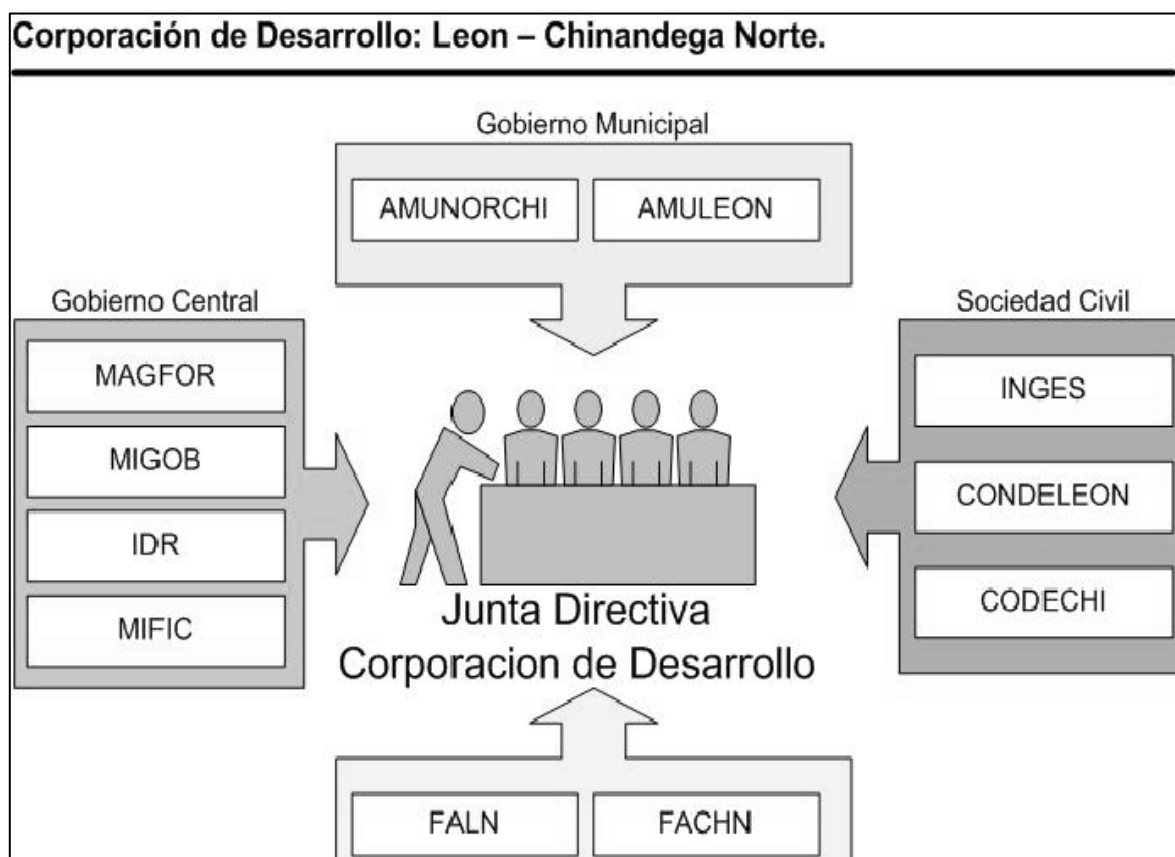 Corporación de Desarrollo: Leon – Chinandega Norte.
Gobierno Municipal
AMUNORCHI
AMULEON
Gobierno Central
MAGFOR
MIGOB
IDR
MIFIC
Sociedad Civil
INGES
CONDELEON
CODECHI
Junta Directiva
Corporacion de Desarrollo
FALN
FACHN